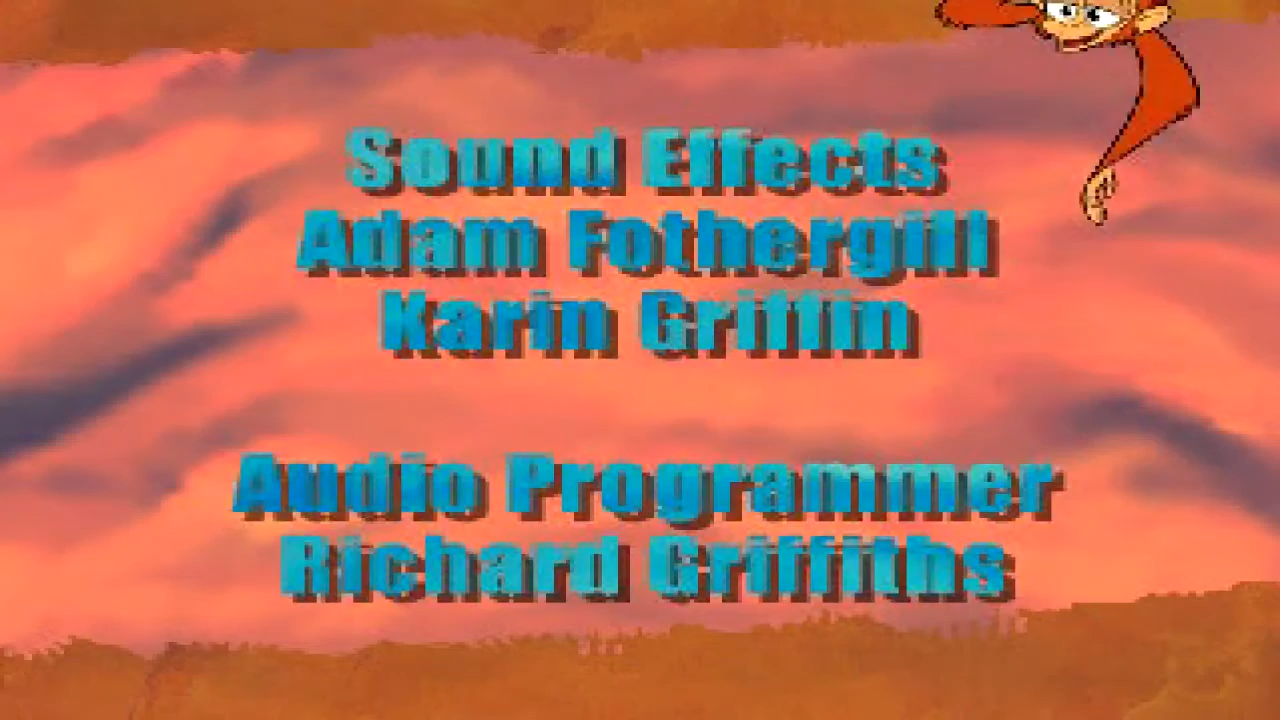 Sound Effects
Adam Fothergill
Karin Griffin
Audio Programmer
Richard Griffiths